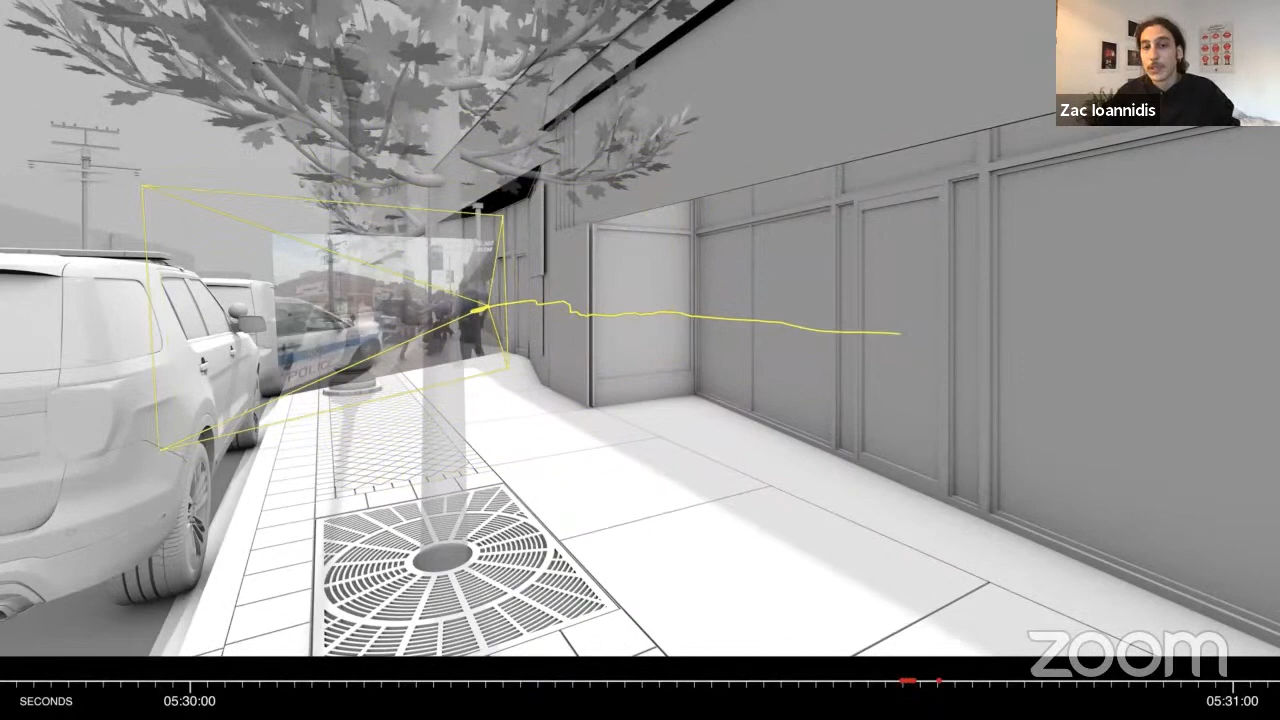 Zac Ioannidis
POLICE
zoom
SECONDS
05:30:00
05:31:00